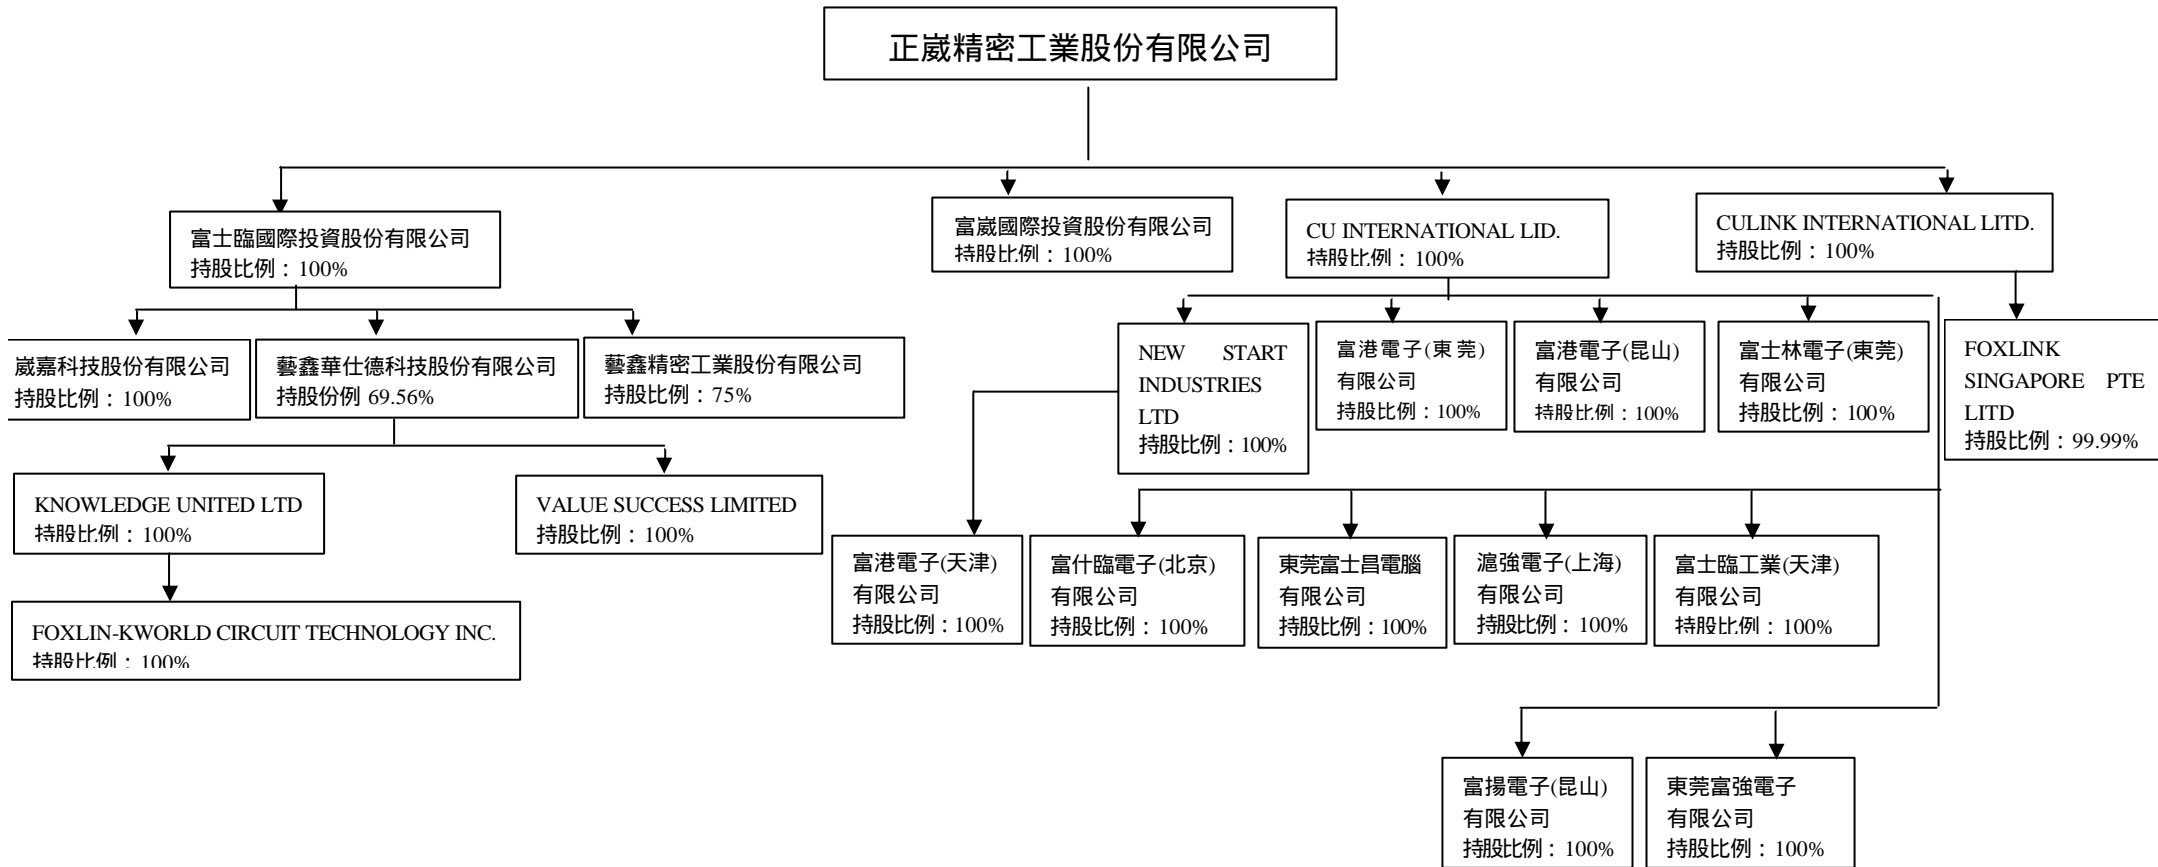 正崴精密工業股份有限公司
富士臨國際投資股份有限公司
持股比例：100%
富崴國際投資股份有限公司
持股比例：100%
CU INTERNATIONAL LID.
持股比例：100%
CULINK INTERNATIONAL LITD.
持股比例：100%
崴嘉科技股份有限公司
持股比例：100%
藝鑫華仕德科技股份有限公司
持股份例 69.56%
藝鑫精密工業股份有限公司
持股比例：75%
NEW START
INDUSTRIES
LTD
持股比例：100%
富港電子(東莞)
有限公司
持股比例：100%
富港電子(昆山)
有限公司
持股比例：100%
富士林電子(東莞)
有限公司
持股比例：100%
FOXLINK
SINGAPORE PTE
LITD
持股比例：99.99%
KNOWLEDGE UNITED LTD
持股比例：100%
VALUE SUCCESS LIMITED
持股比例：100%
富港電子(天津)
有限公司
持股比例：100%
富什臨電子(北京)
有限公司
持股比例：100%
東莞富士昌電腦
有限公司
持股比例：100%
滬強電子(上海)
有限公司
持股比例：100%
富士臨工業(天津)
有限公司
持股比例：100%
FOXLIN-KWORLD CIRCUIT TECHNOLOGY INC.
持股比例：100%
富揚電子(昆山)
有限公司
持股比例：100%
東莞富強電子
有限公司
持股比例：100%